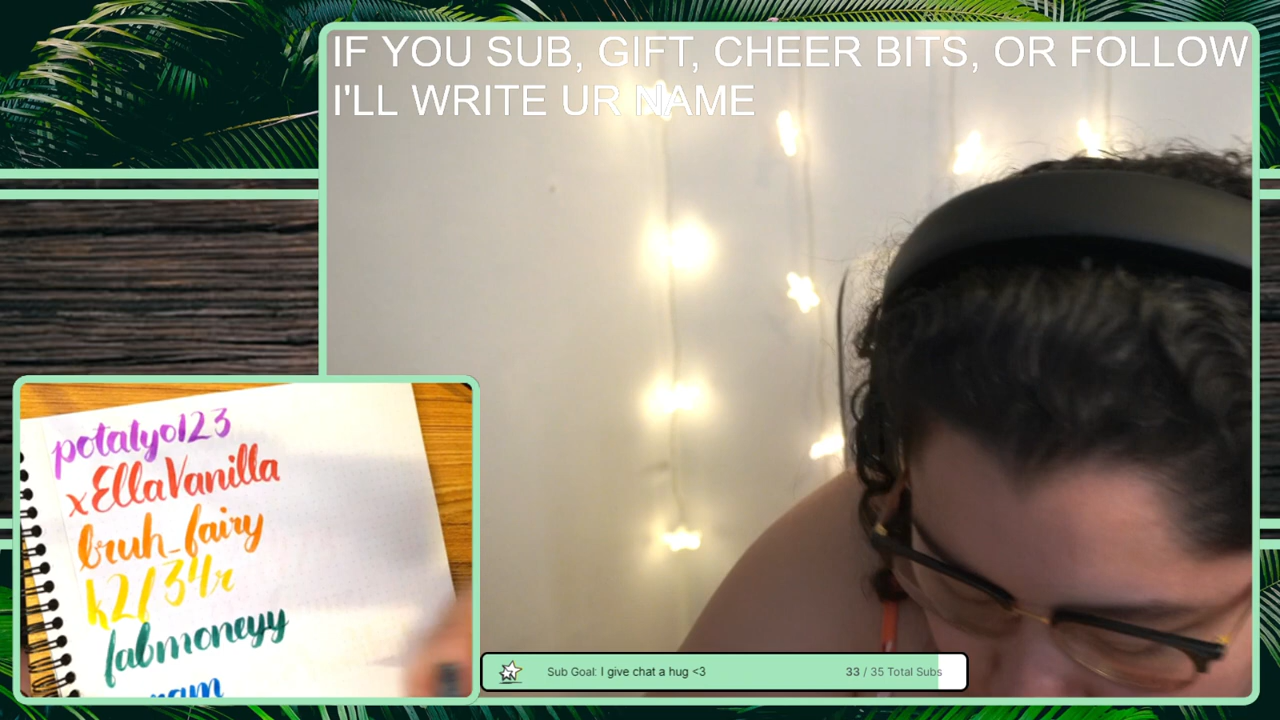 IF YOU SUB, GIFT, CHEER BITS, OR FOLLOW
I'LL WRITE UR NAME
potatyo123
xEllaVanilla
bruh_fairy
fabmoneyy
Sub Goal: I give chat a hug <3
33 / 35 Total Subs